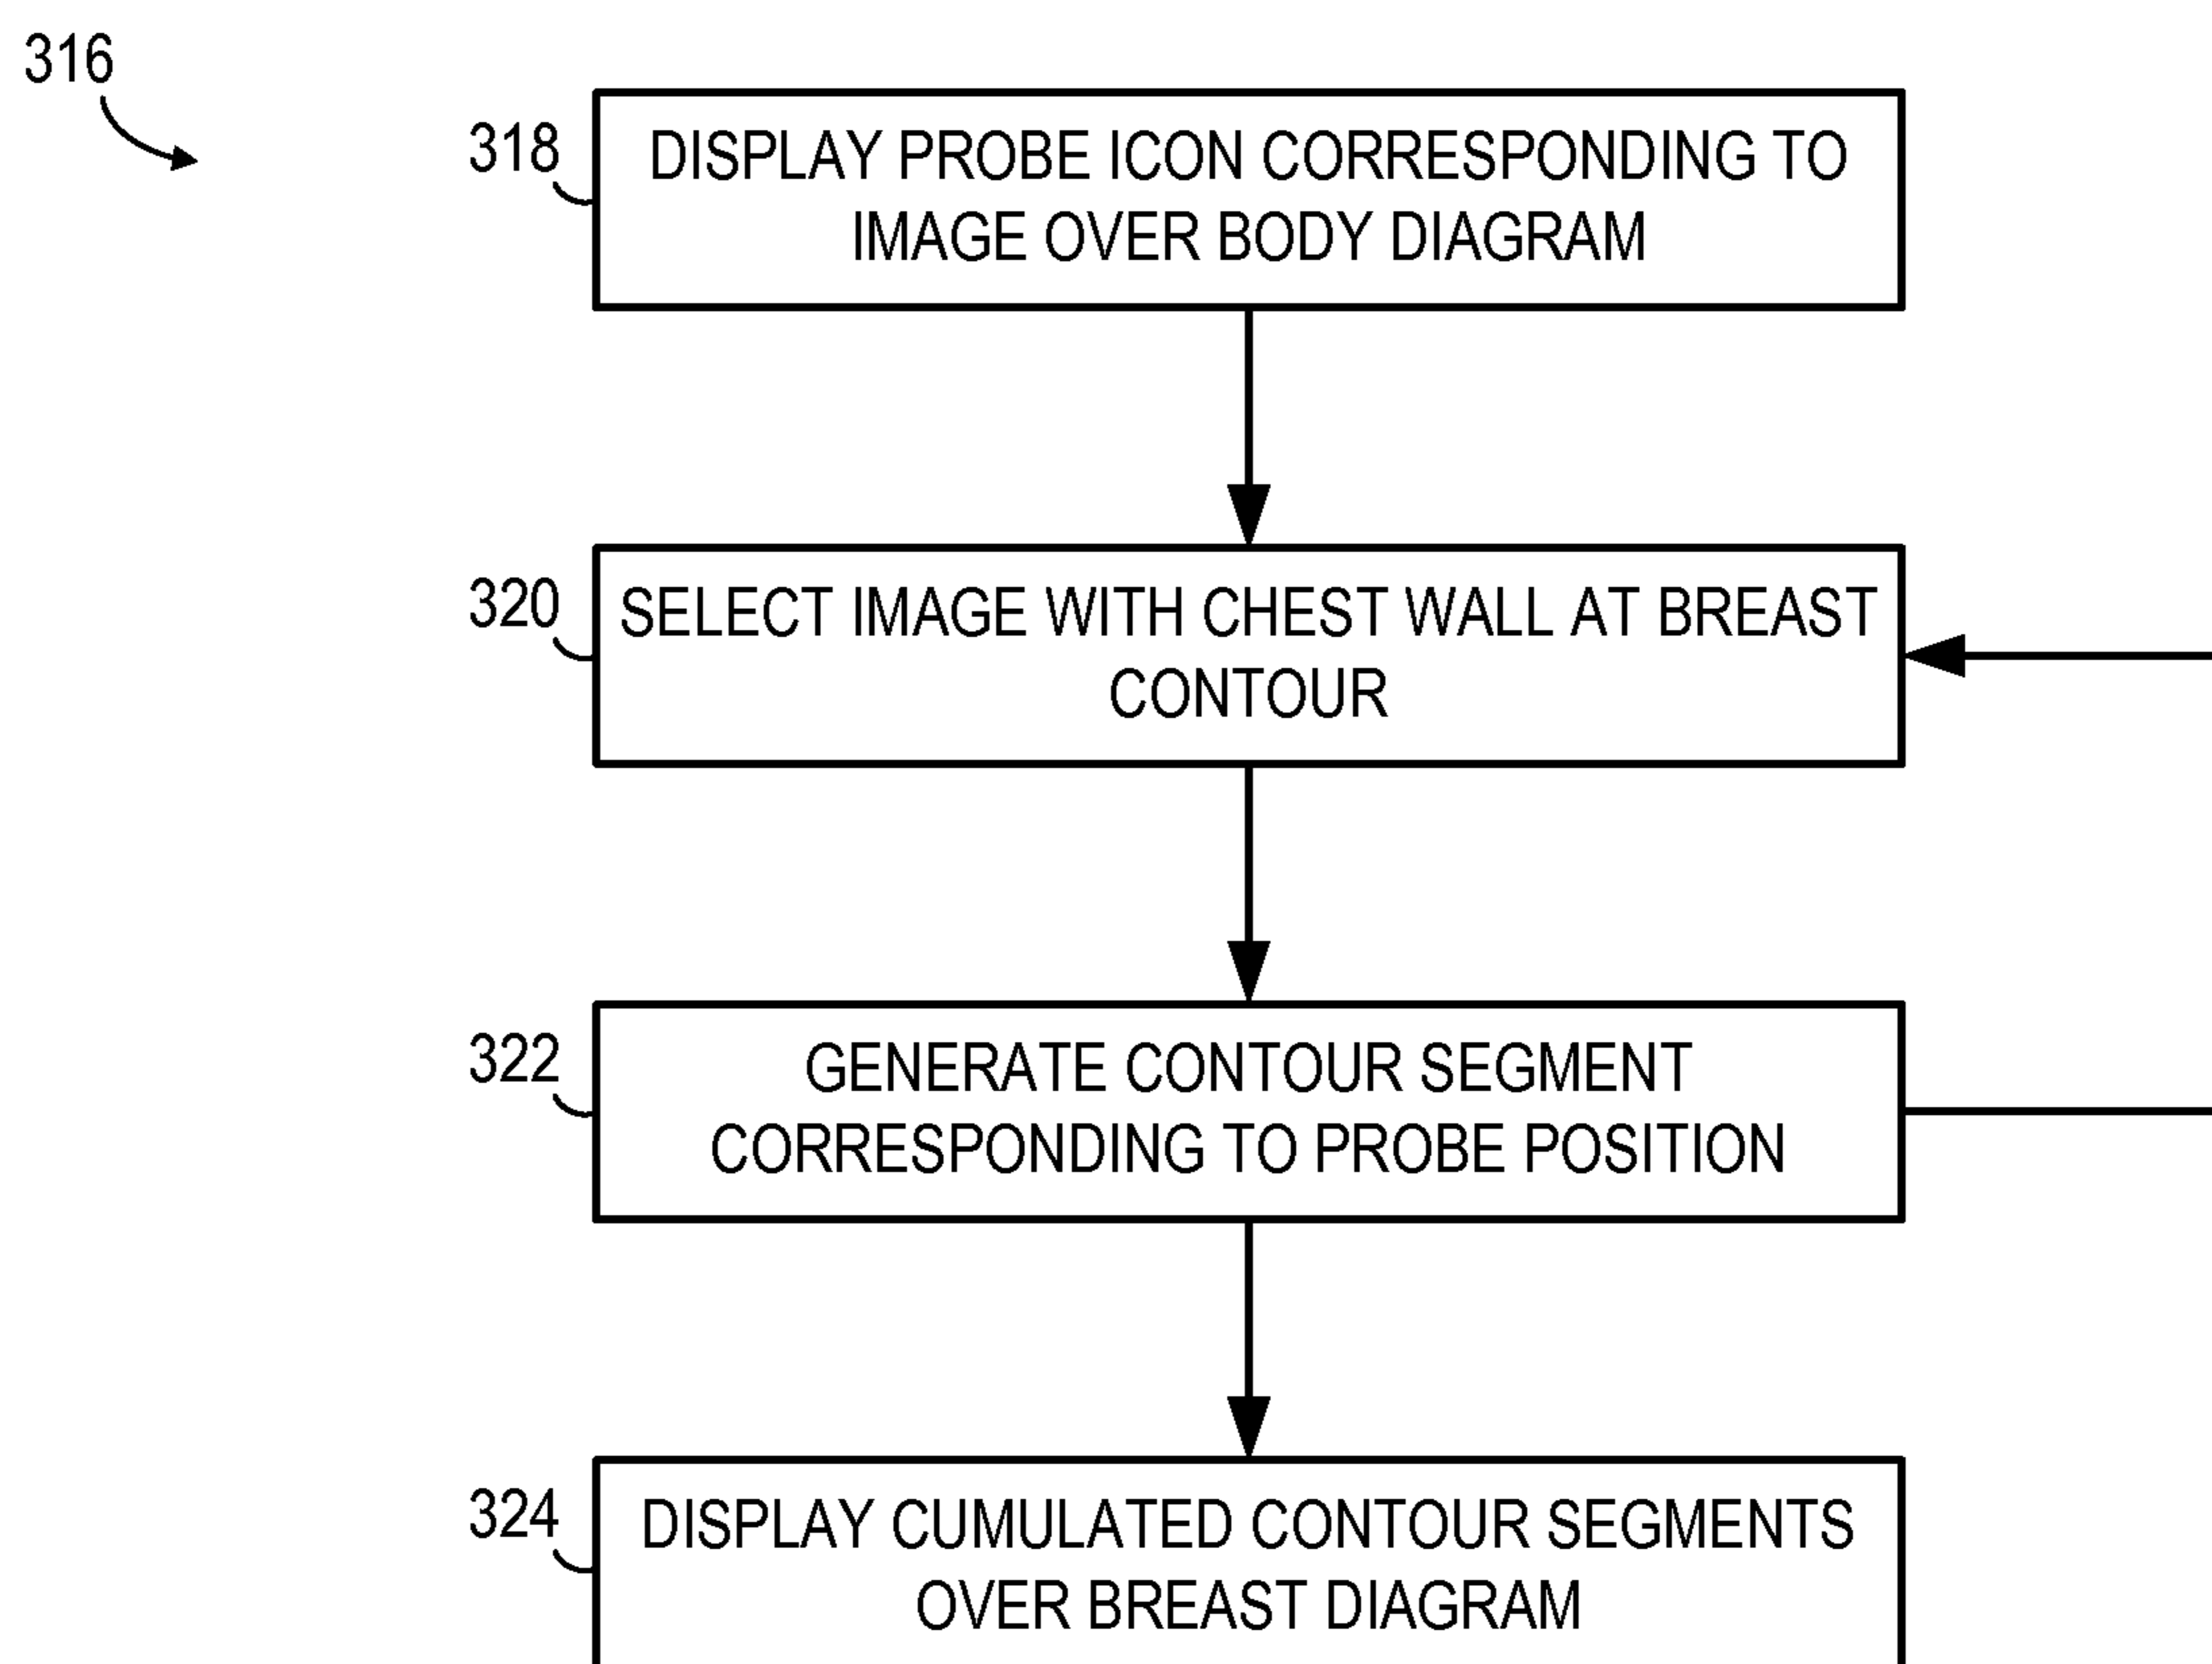 316
318
DISPLAY PROBE ICON CORRESPONDING TO
IMAGE OVER BODY DIAGRAM
320
SELECT IMAGE WITH CHEST WALL AT BREAST
CONTOUR
322
GENERATE CONTOUR SEGMENT
CORRESPONDING TO PROBE POSITION
324
DISPLAY CUMULATED CONTOUR SEGMENTS
OVER BREAST DIAGRAM